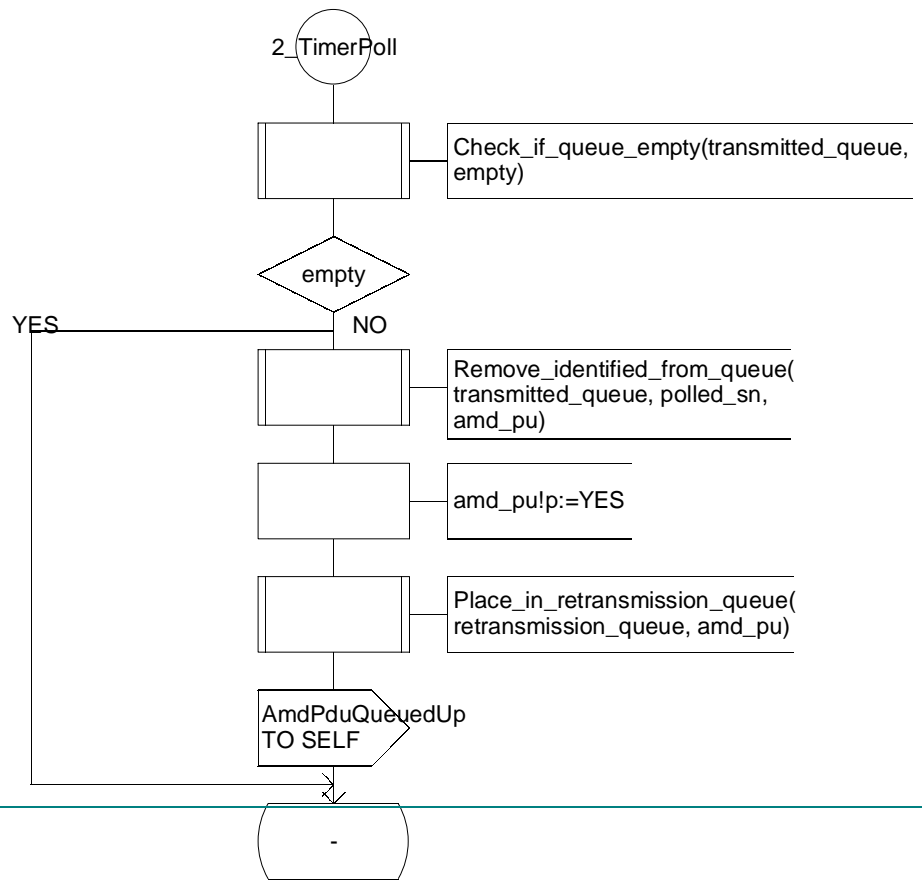 2_TimerPoll
Check_if_queue_empty(transmitted_queue,
empty)
empty
YES
NO
Remove_identified_from_queue(
transmitted_queue, polled_sn,
amd_pu)
amd_pu!p:=YES
Place_in_retransmission_queue(
retransmission_queue, amd_pu)
AmdPduQueuedUp
TO SELF
-